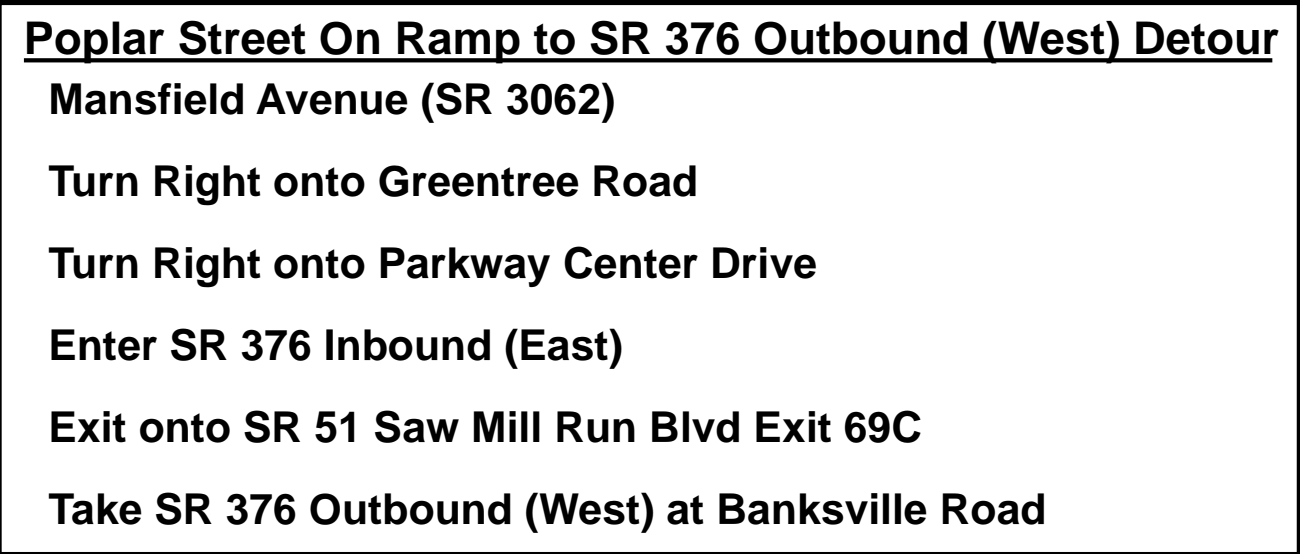 Poplar Street On Ramp to SR 376 Outbound (West) Detour
Mansfield Avenue (SR 3062)
Turn Right onto Greentree Road
Turn Right onto Parkway Center Drive
Enter SR 376 Inbound (East)
Exit onto SR 51 Saw Mill Run Blvd Exit 69C
Take SR 376 Outbound (West) at Banksville Road